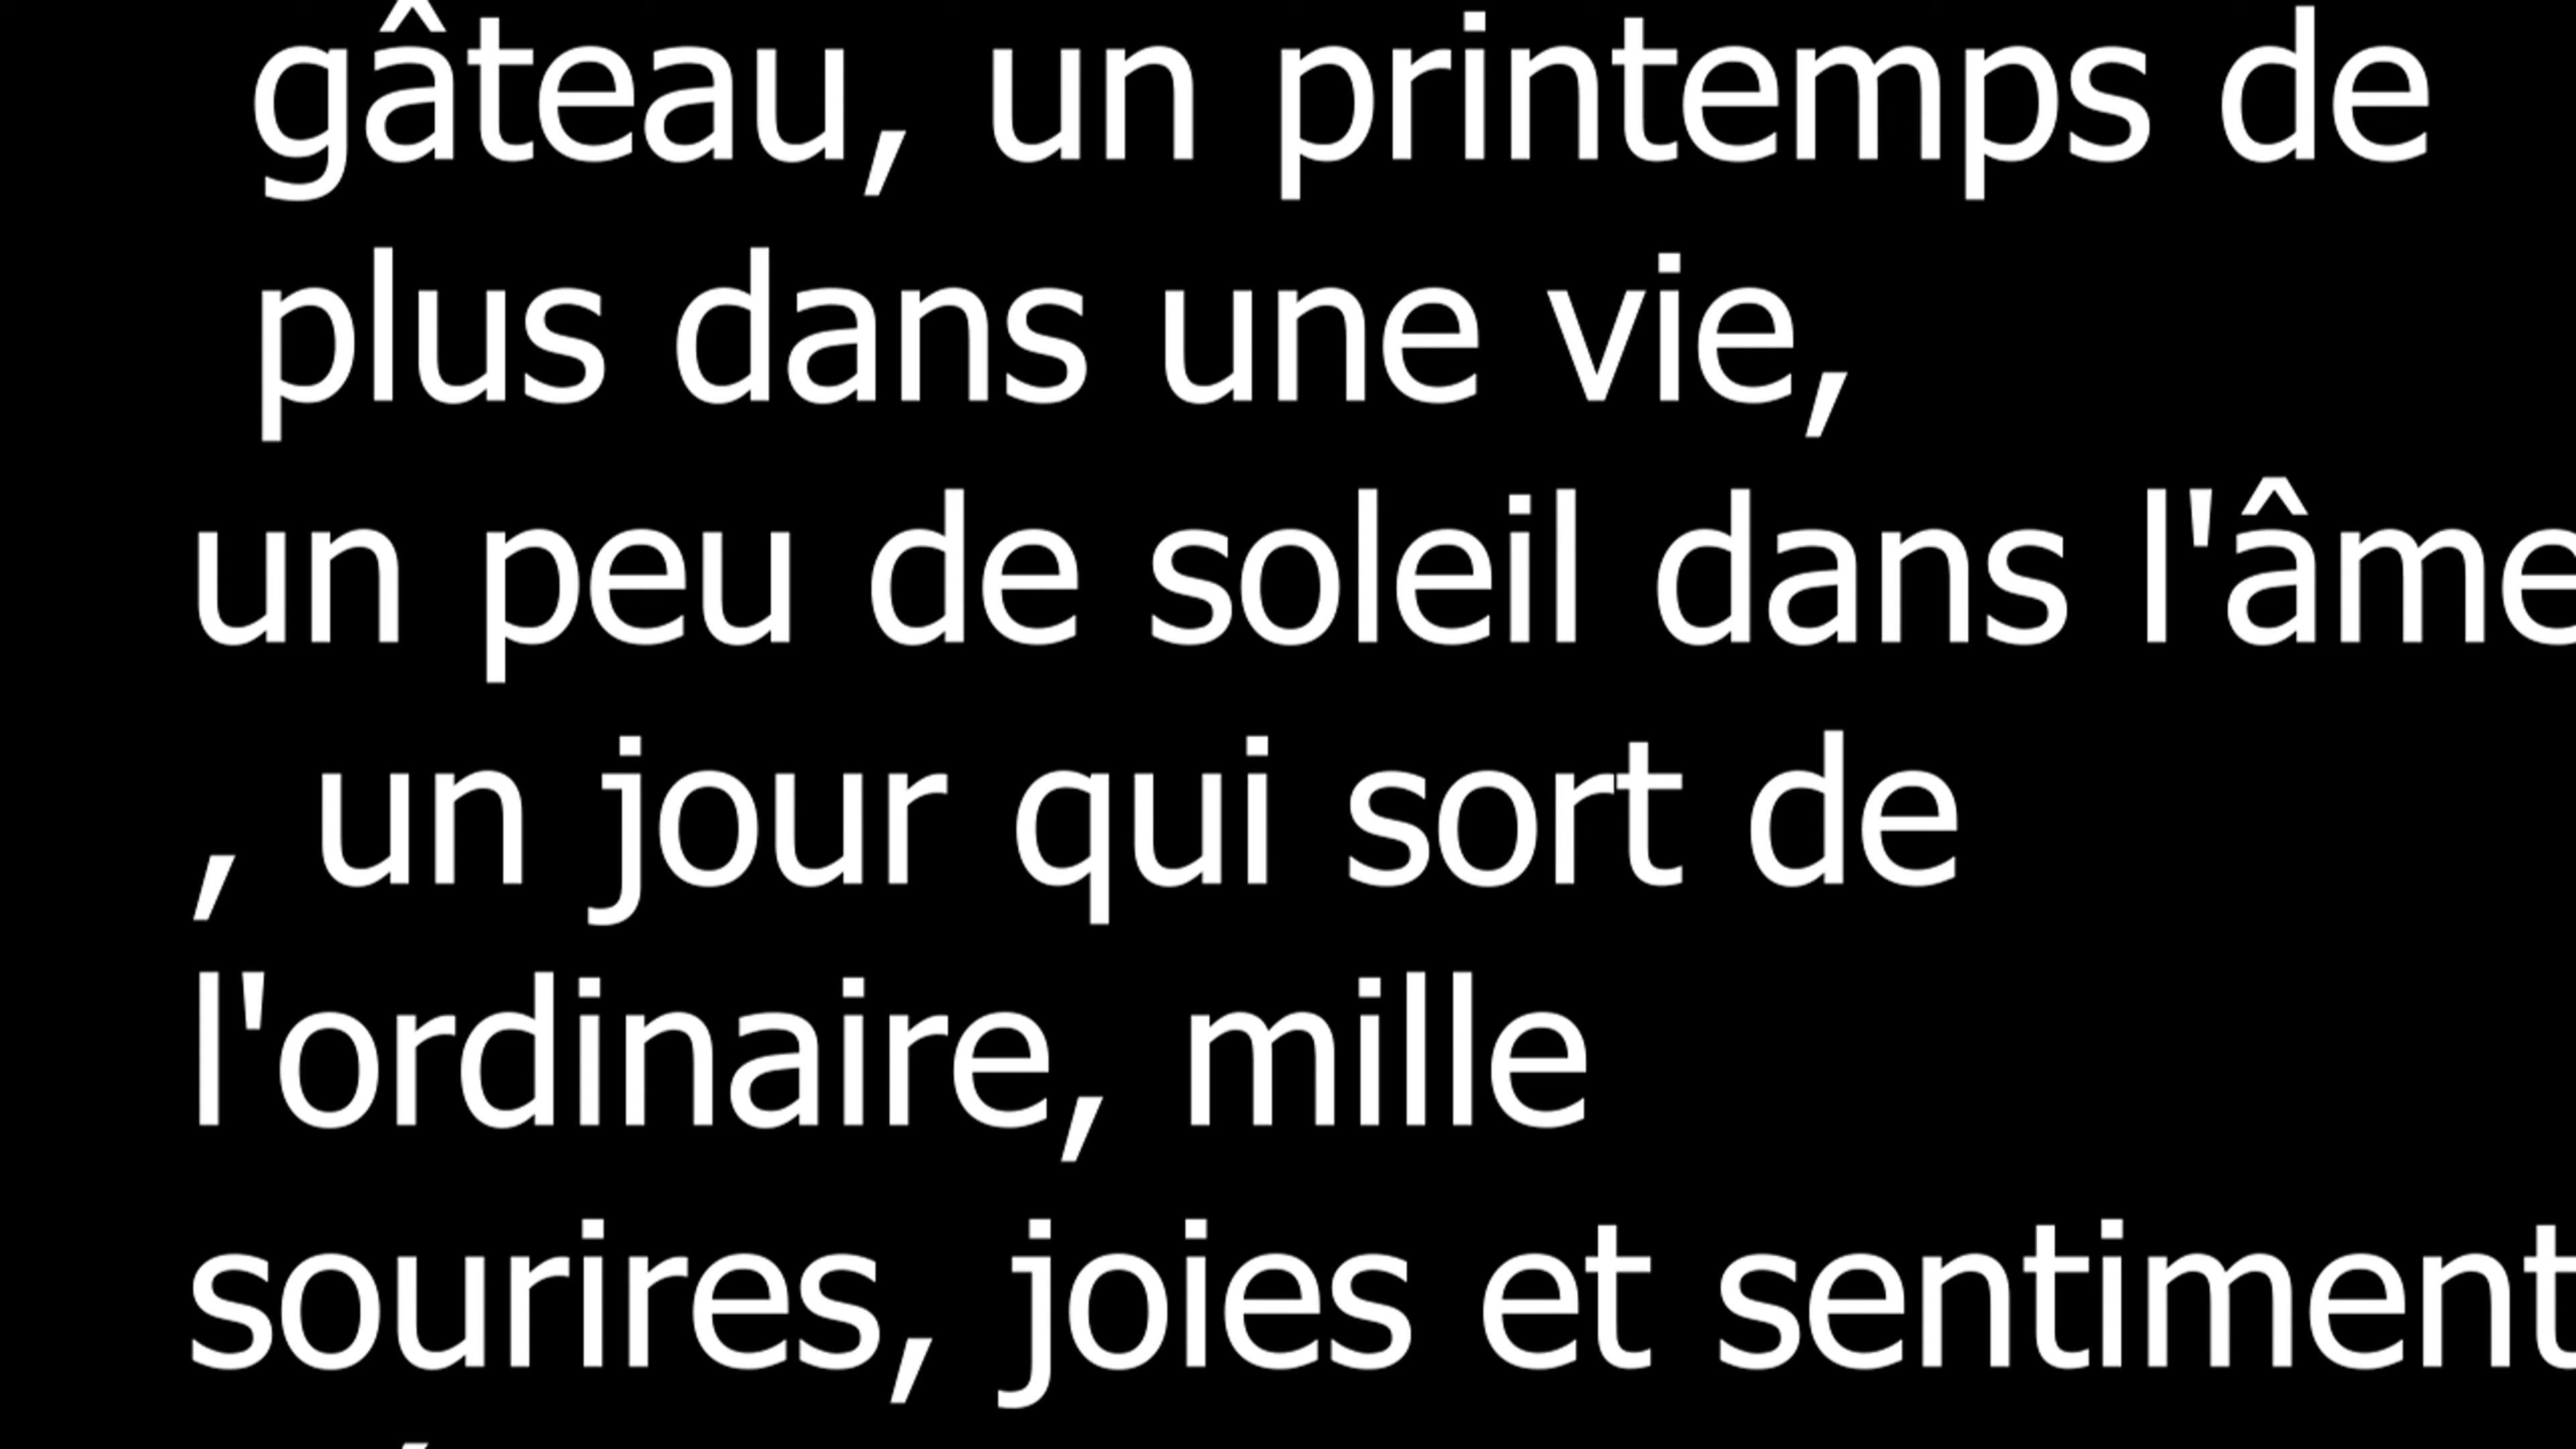 gâteau, un printemps de
plus dans une vie,
un peu de soleil dans l'âme
, un jour qui sort de
l'ordinaire, mille
sourires, joies et sentiment